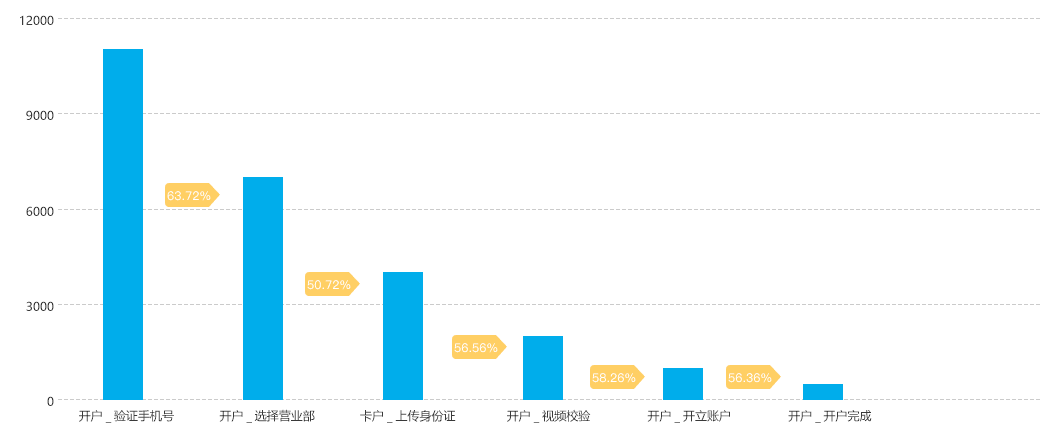 12000
9000
63.72%
6000
50.72%
3000
56.56%
58.26%
56.36%
0
开户 _ 验证手机号
开户 _ 选择营业部
卡户 _ 上传身份证
开户 _ 视频校验
开户 _ 开立账户
开户 _ 开户完成